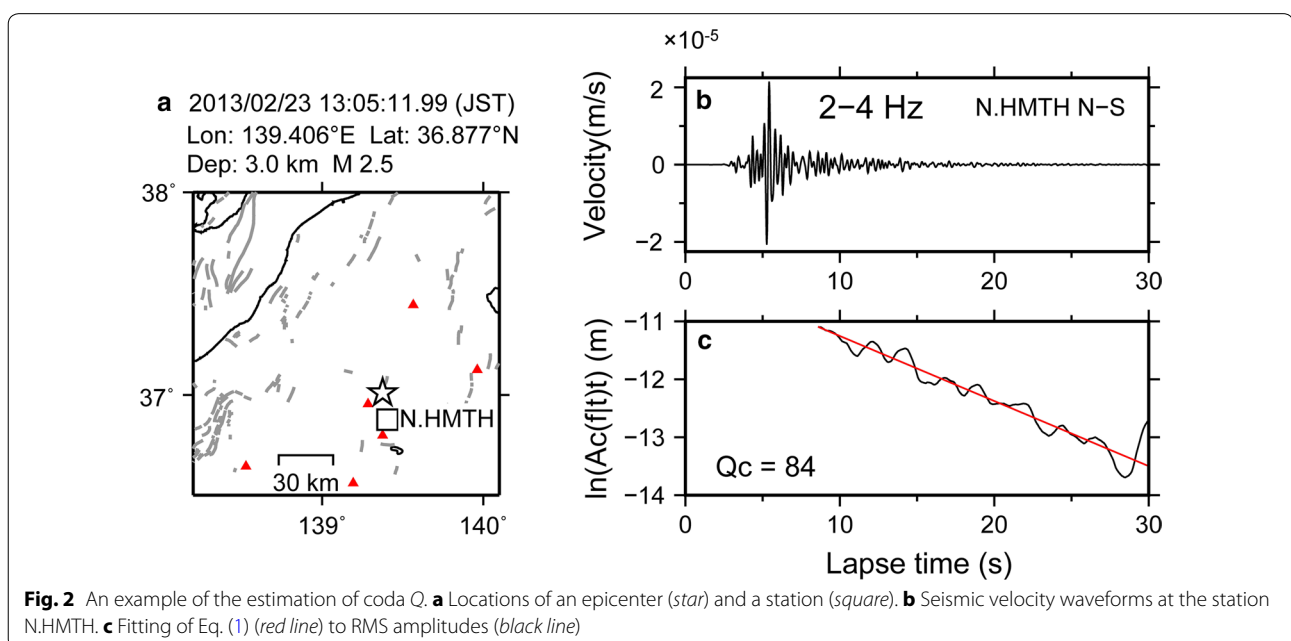 a 2013/02/23 13:05:11.99 (JST)
Lon: 139.406°E Lat: 36.877°N
Dep: 3.0 km M 2.5
38°
37°
N.HMTH
30 km
139° 140°
×10⁻⁵
b 2−4 Hz N.HMTH N−S
Velocity(m/s)
2
0
−2
0 10 20 30
c
ln(Ac(f|t)t) (m)
−11
−12
−13
−14
Qc = 84
0 10 20 30
Lapse time (s)
Fig. 2 An example of the estimation of coda Q. a Locations of an epicenter (star) and a station (square). b Seismic velocity waveforms at the station
N.HMTH. c Fitting of Eq. (1) (red line) to RMS amplitudes (black line)